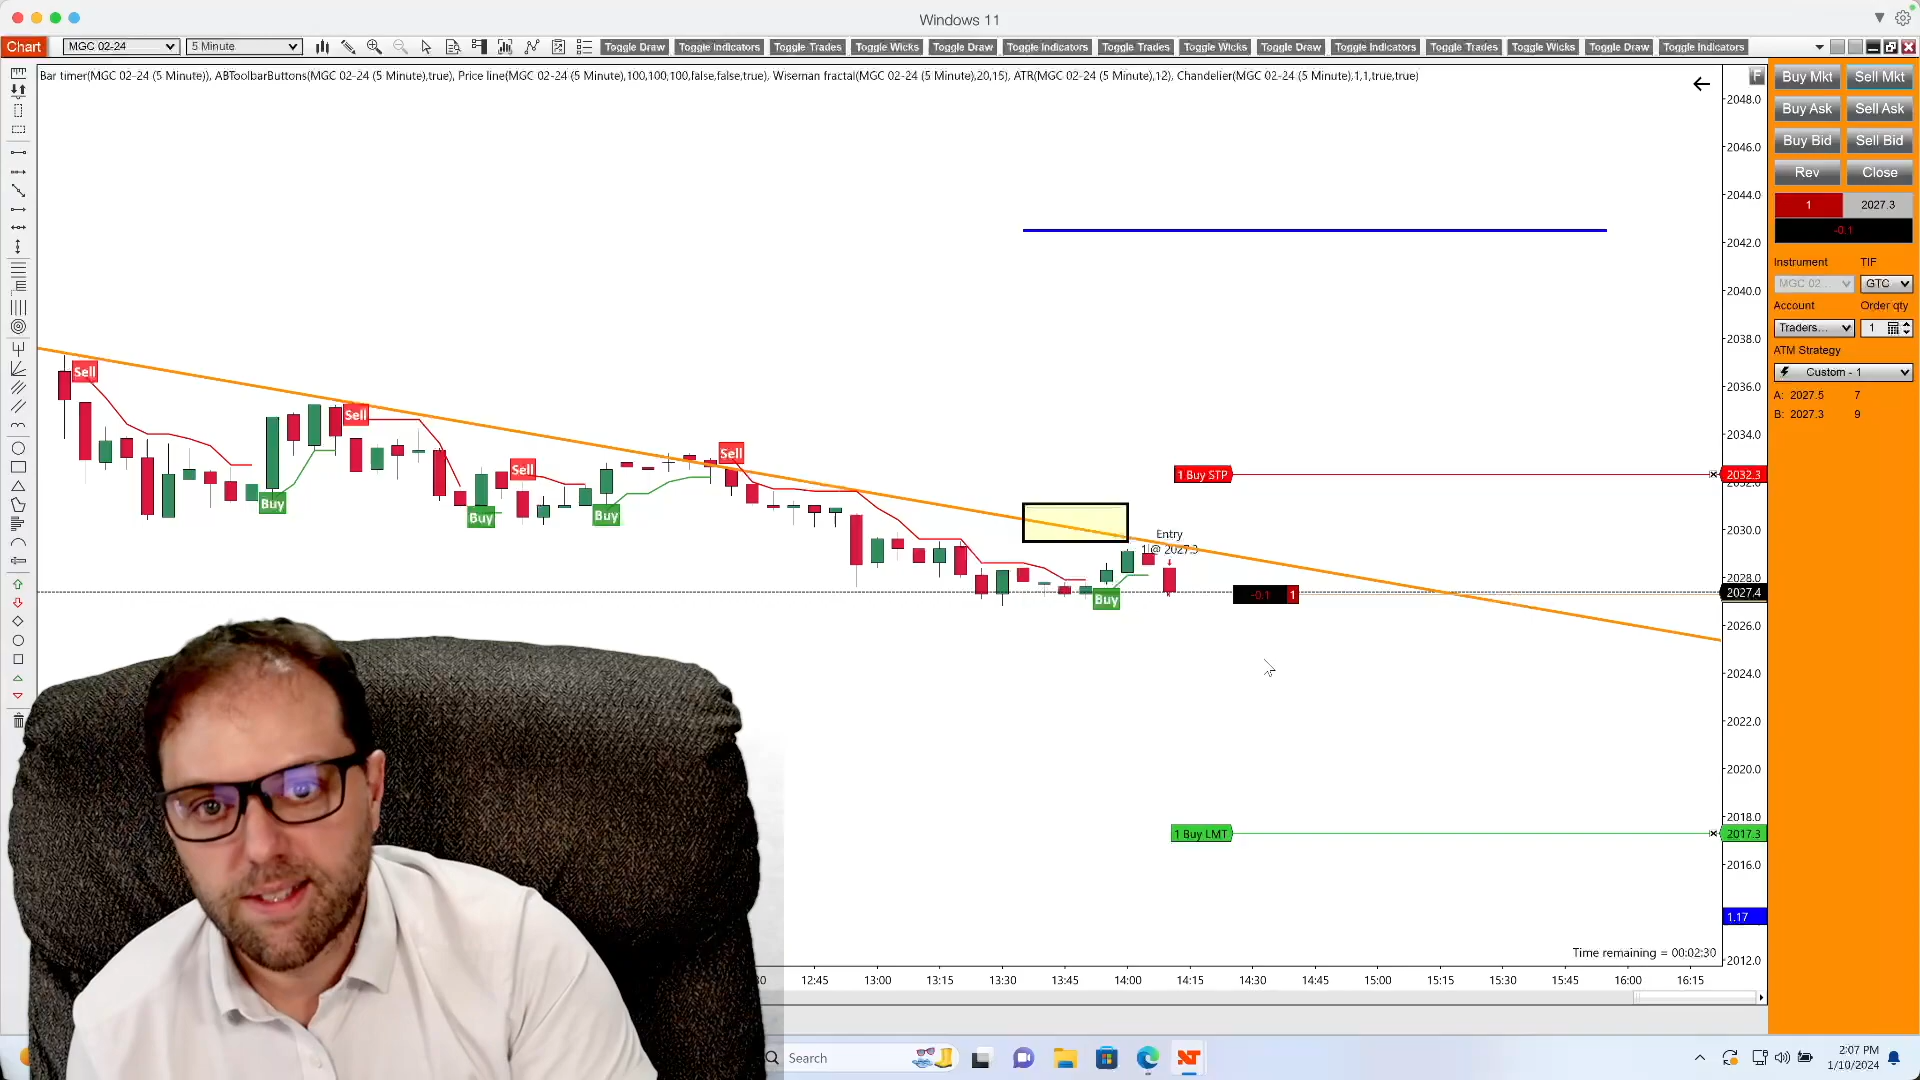 Windows 11
Chart
MGC 02-24
5 Minute
Toggle Draw
Toggle Indicators
Toggle Trades
Toggle Wicks
Toggle Draw
Toggle Indicators
Toggle Trades
Toggle Wicks
Toggle Draw
Toggle Indicators
Toggle Trades
Toggle Wicks
Toggle Draw
Toggle Indicators
Bar timer(MGC 02-24 (5 Minute)), ABToolbarButtons(MGC 02-24 (5 Minute),true), Price line(MGC 02-24 (5 Minute),100,100,100,false,false,true), Wiseman fractal(MGC 02-24 (5 Minute),20,15), ATR(MGC 02-24 (5 Minute),12), Chandelier(MGC 02-24 (5 Minute),1,1,true,true)
F
2048.0
2046.0
2044.0
2042.0
2040.0
2038.0
2036.0
2034.0
2032.3
2030.0
2028.0
2027.4
2026.0
2024.0
2022.0
2020.0
2018.0
2017.3
2016.0
1.17
2012.0
Sell
Sell
Sell
Sell
Buy
Buy
Buy
Buy
1 Buy STP
Entry
1@ 2027.3
-0.1
1
1 Buy LMT
Time remaining = 00:02:30
12:45
13:00
13:15
13:30
13:45
14:00
14:15
14:30
14:45
15:00
15:15
15:30
15:45
16:00
16:15
Buy Mkt
Sell Mkt
Buy Ask
Sell Ask
Buy Bid
Sell Bid
Rev
Close
1
2027.3
-0.1
Instrument
TIF
MGC 02...
GTC
Account
Order qty
Traders...
1
ATM Strategy
Custom - 1
A: 2027.5 7
B: 2027.3 9
Search
2:07 PM
1/10/2024